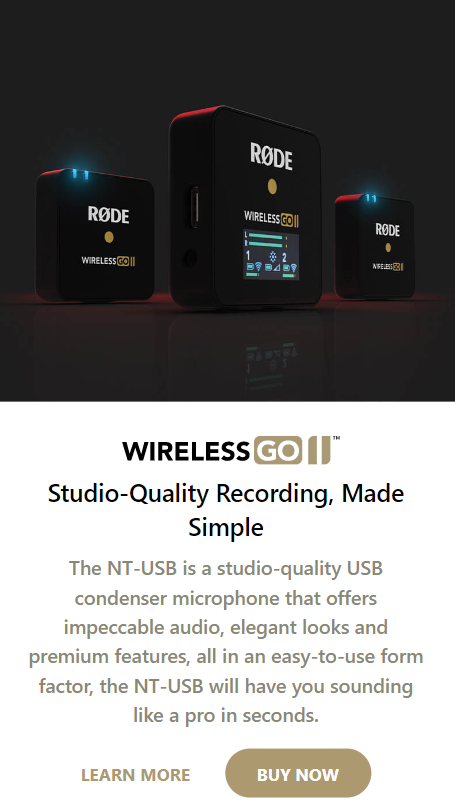 RØDE
WIRELESS GO II
L
R
1 2
RØDE
WIRELESS GO II
RØDE
WIRELESS GO II
WIRELESS GO II™
Studio-Quality Recording, Made
Simple
The NT-USB is a studio-quality USB
condenser microphone that offers
impeccable audio, elegant looks and
premium features, all in an easy-to-use form
factor, the NT-USB will have you sounding
like a pro in seconds.
LEARN MORE
BUY NOW